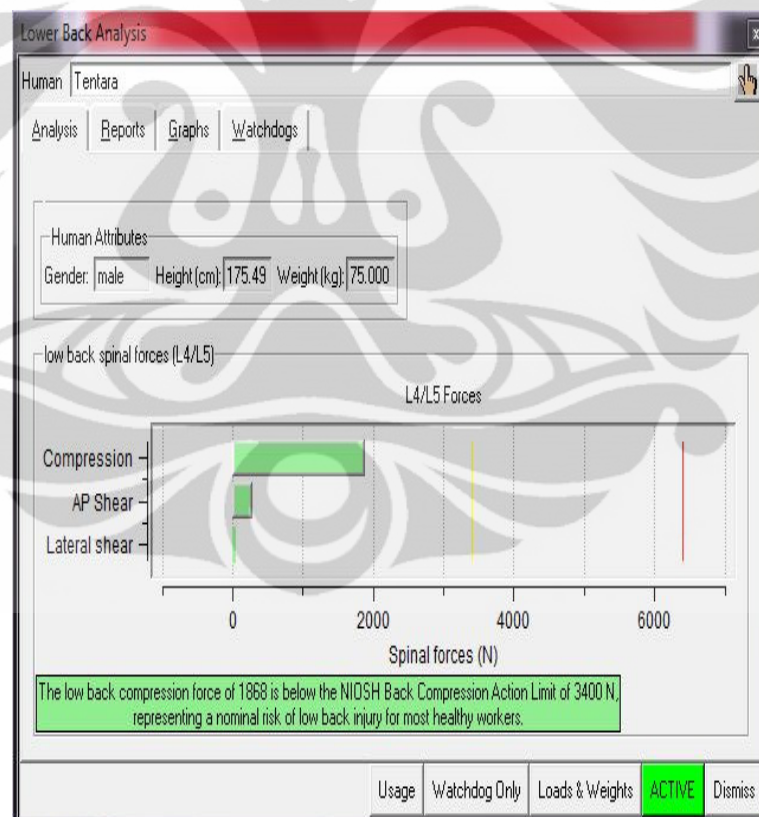 Lower Back Analysis
Human Tentara
Analysis Reports Graphs Watchdogs
Human Attributes
Gender: male Height (cm): 175.49 Weight (kg): 75.000
low back spinal forces (L4/L5)
L4/L5 Forces
Compression
AP Shear
Lateral shear
0 2000 4000 6000
Spinal forces (N)
The low back compression force of 1868 is below the NIOSH Back Compression Action Limit of 3400 N,
representing a nominal risk of low back injury for most healthy workers.
Usage Watchdog Only Loads & Weights ACTIVE Dismiss